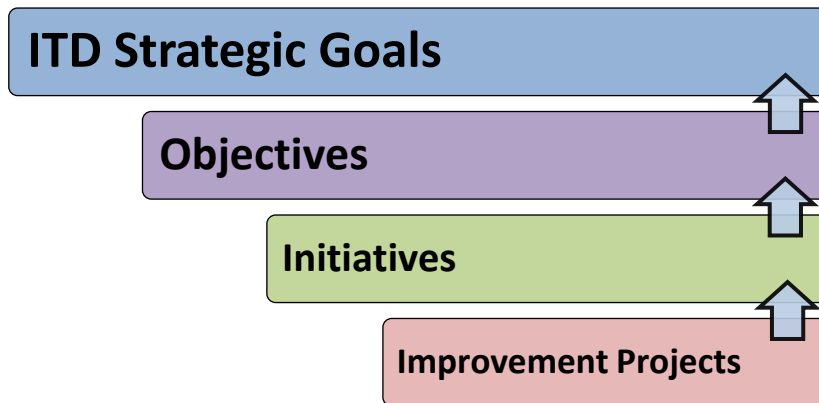 ITD Strategic Goals
Objectives
Initiatives
Improvement Projects